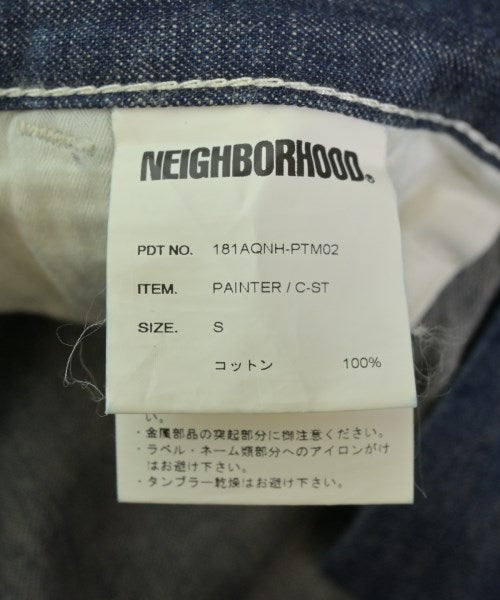 NEIGHBORHOOD®
PDT NO. 181AQNH-PTM02
ITEM. PAINTER / C-ST
SIZE. S
コットン 100%
い。
・金属部品の突起部分に御注意ください。
・ラベル・ネーム類部分へのアイロンがけ
はお避け下さい。
・タンブラー乾燥はお避け下さい。